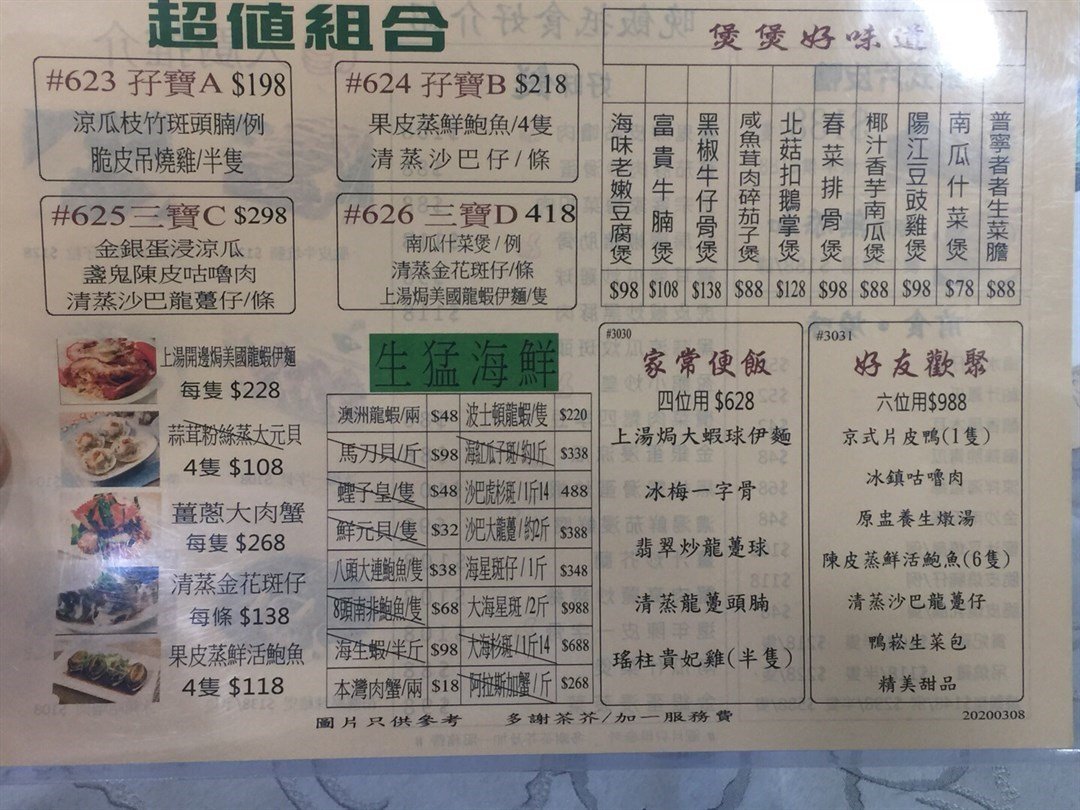 超值組合
#623 孖寶A $198
涼瓜枝竹斑頭腩/例
脆皮吊燒雞/半隻
#624 孖寶B $218
果皮蒸鮮鮑魚/4隻
清蒸沙巴仔/條
#625 三寶C $298
金銀蛋浸涼瓜
盞鬼陳皮咕嚕肉
清蒸沙巴龍躉仔/條
#626 三寶D 418
南瓜什菜煲/例
清蒸金花斑仔/條
上湯焗美國龍蝦伊麵/隻
煲煲好味道
海味老嫩豆腐煲 $98
富貴牛腩煲 $108
黑椒牛仔骨煲 $138
咸魚茸肉碎茄子煲 $88
北菇扣鵝掌煲 $128
春菜排骨煲 $98
椰汁香芋南瓜煲 $88
陽江豆豉雞煲 $98
南瓜什菜煲 $78
普寧者者生菜膽 $88
上湯開邊焗美國龍蝦伊麵
每隻 $228
蒜茸粉絲蒸大元貝
4隻 $108
薑蔥大肉蟹
每隻 $268
清蒸金花斑仔
每條 $138
果皮蒸鮮活鮑魚
4隻 $118
生猛海鮮
澳洲龍蝦/兩 $48 波士頓龍蝦/隻 $220
馬刀貝/斤 $98 海紅瓜子斑/約1斤 $338
蟶子皇/隻 $48 沙巴虎杉斑/1斤14 488
鮮元貝/隻 $32 沙巴大龍躉/約2斤 $388
八頭大連鮑魚/隻 $38 海星斑仔/1斤 $348
8頭南非鮑魚/隻 $68 大海星斑/2斤 $988
海生蝦/半斤 $98 大海杉斑/1斤14 $688
本灣肉蟹/兩 $18 阿拉斯加蟹/斤 $268
#3030
家常便飯
四位用 $628
上湯焗大蝦球伊麵
冰梅一字骨
翡翠炒龍躉球
清蒸龍躉頭腩
瑤柱貴妃雞(半隻)
#3031
好友歡聚
六位用$988
京式片皮鴨(1隻)
冰鎮咕嚕肉
原盅養生燉湯
陳皮蒸鮮活鮑魚(6隻)
清蒸沙巴龍躉仔
鴨崧生菜包
精美甜品
圖片只供參考 多謝茶芥/加一服務費 20200308